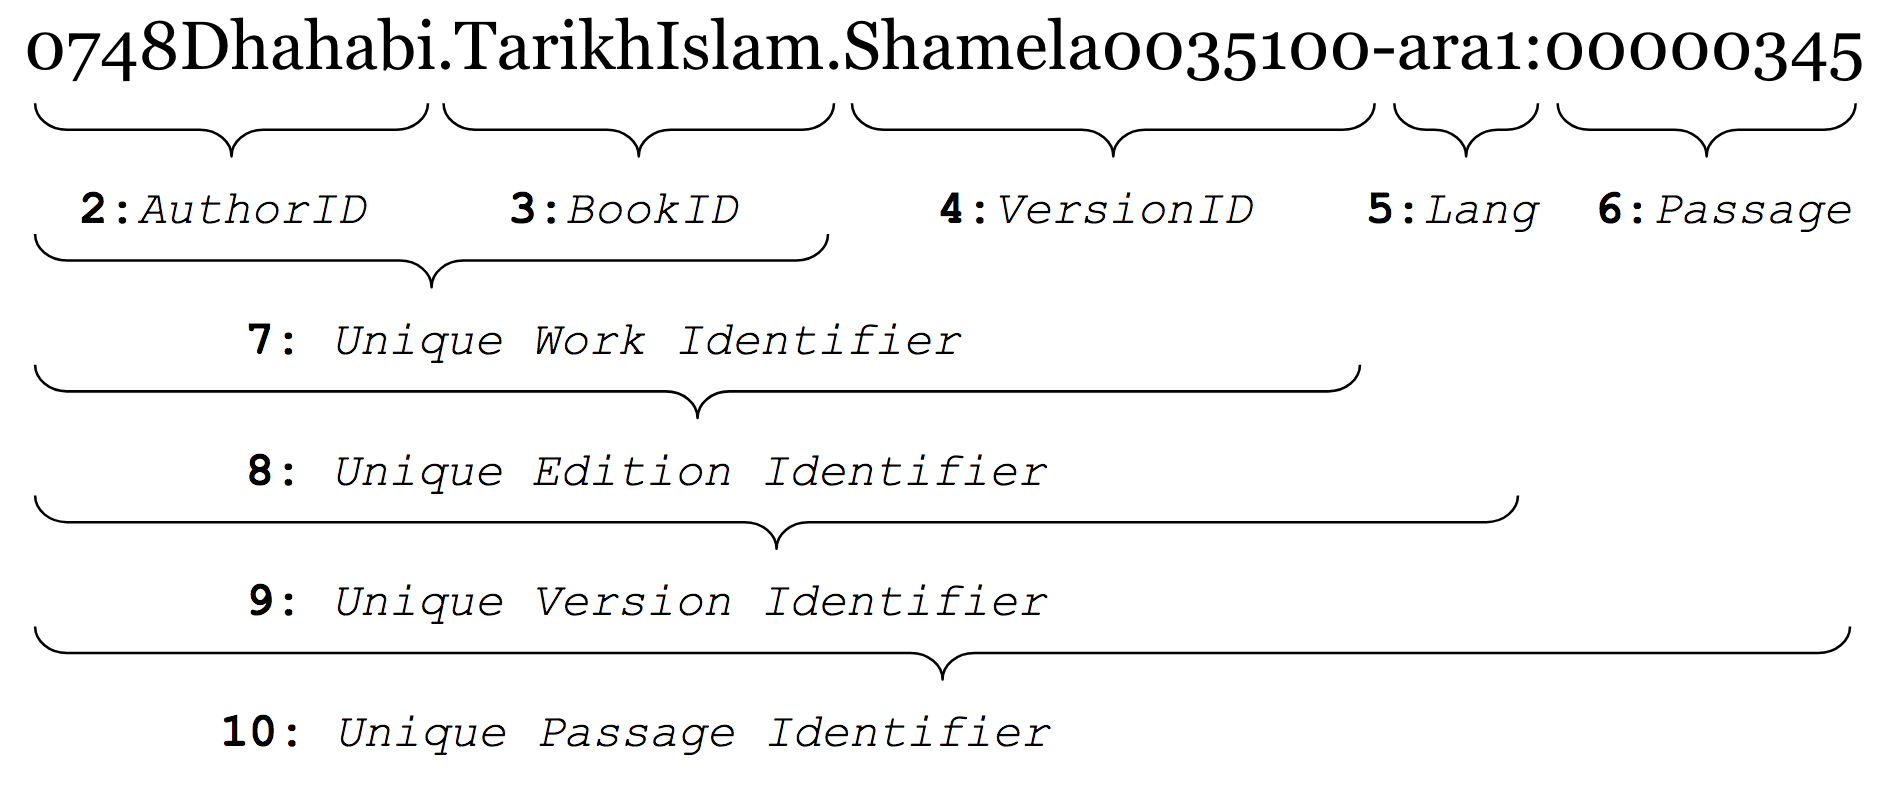 0748Dhahabi.TarikhIslam.Shamela0035100-ara1:00000345
2:AuthorID 3:BookID 4:VersionID 5:Lang 6:Passage
7: Unique Work Identifier
8: Unique Edition Identifier
9: Unique Version Identifier
10: Unique Passage Identifier